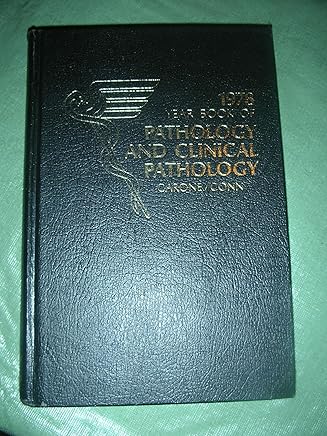 1978
YEAR BOOK OF
PATHOLOGY
AND CLINICAL
PATHOLOGY
CARONE/CONN